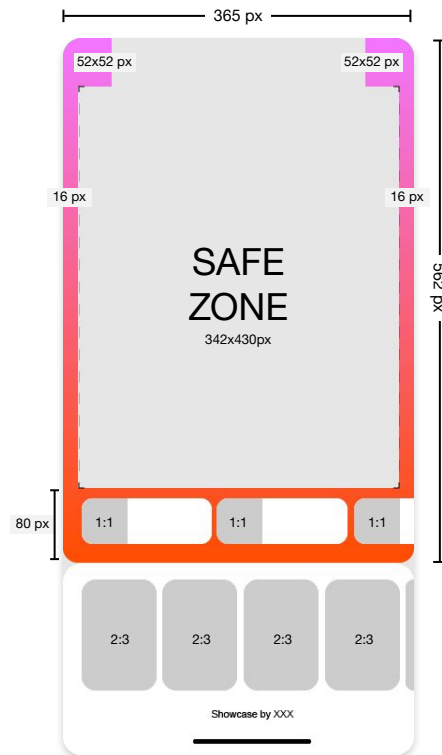 365 px
52x52 px
52x52 px
16 px
16 px
SAFE
ZONE
342x430px
562 px
80 px
1:1
1:1
1:1
2:3
2:3
2:3
2:3
Showcase by XXX